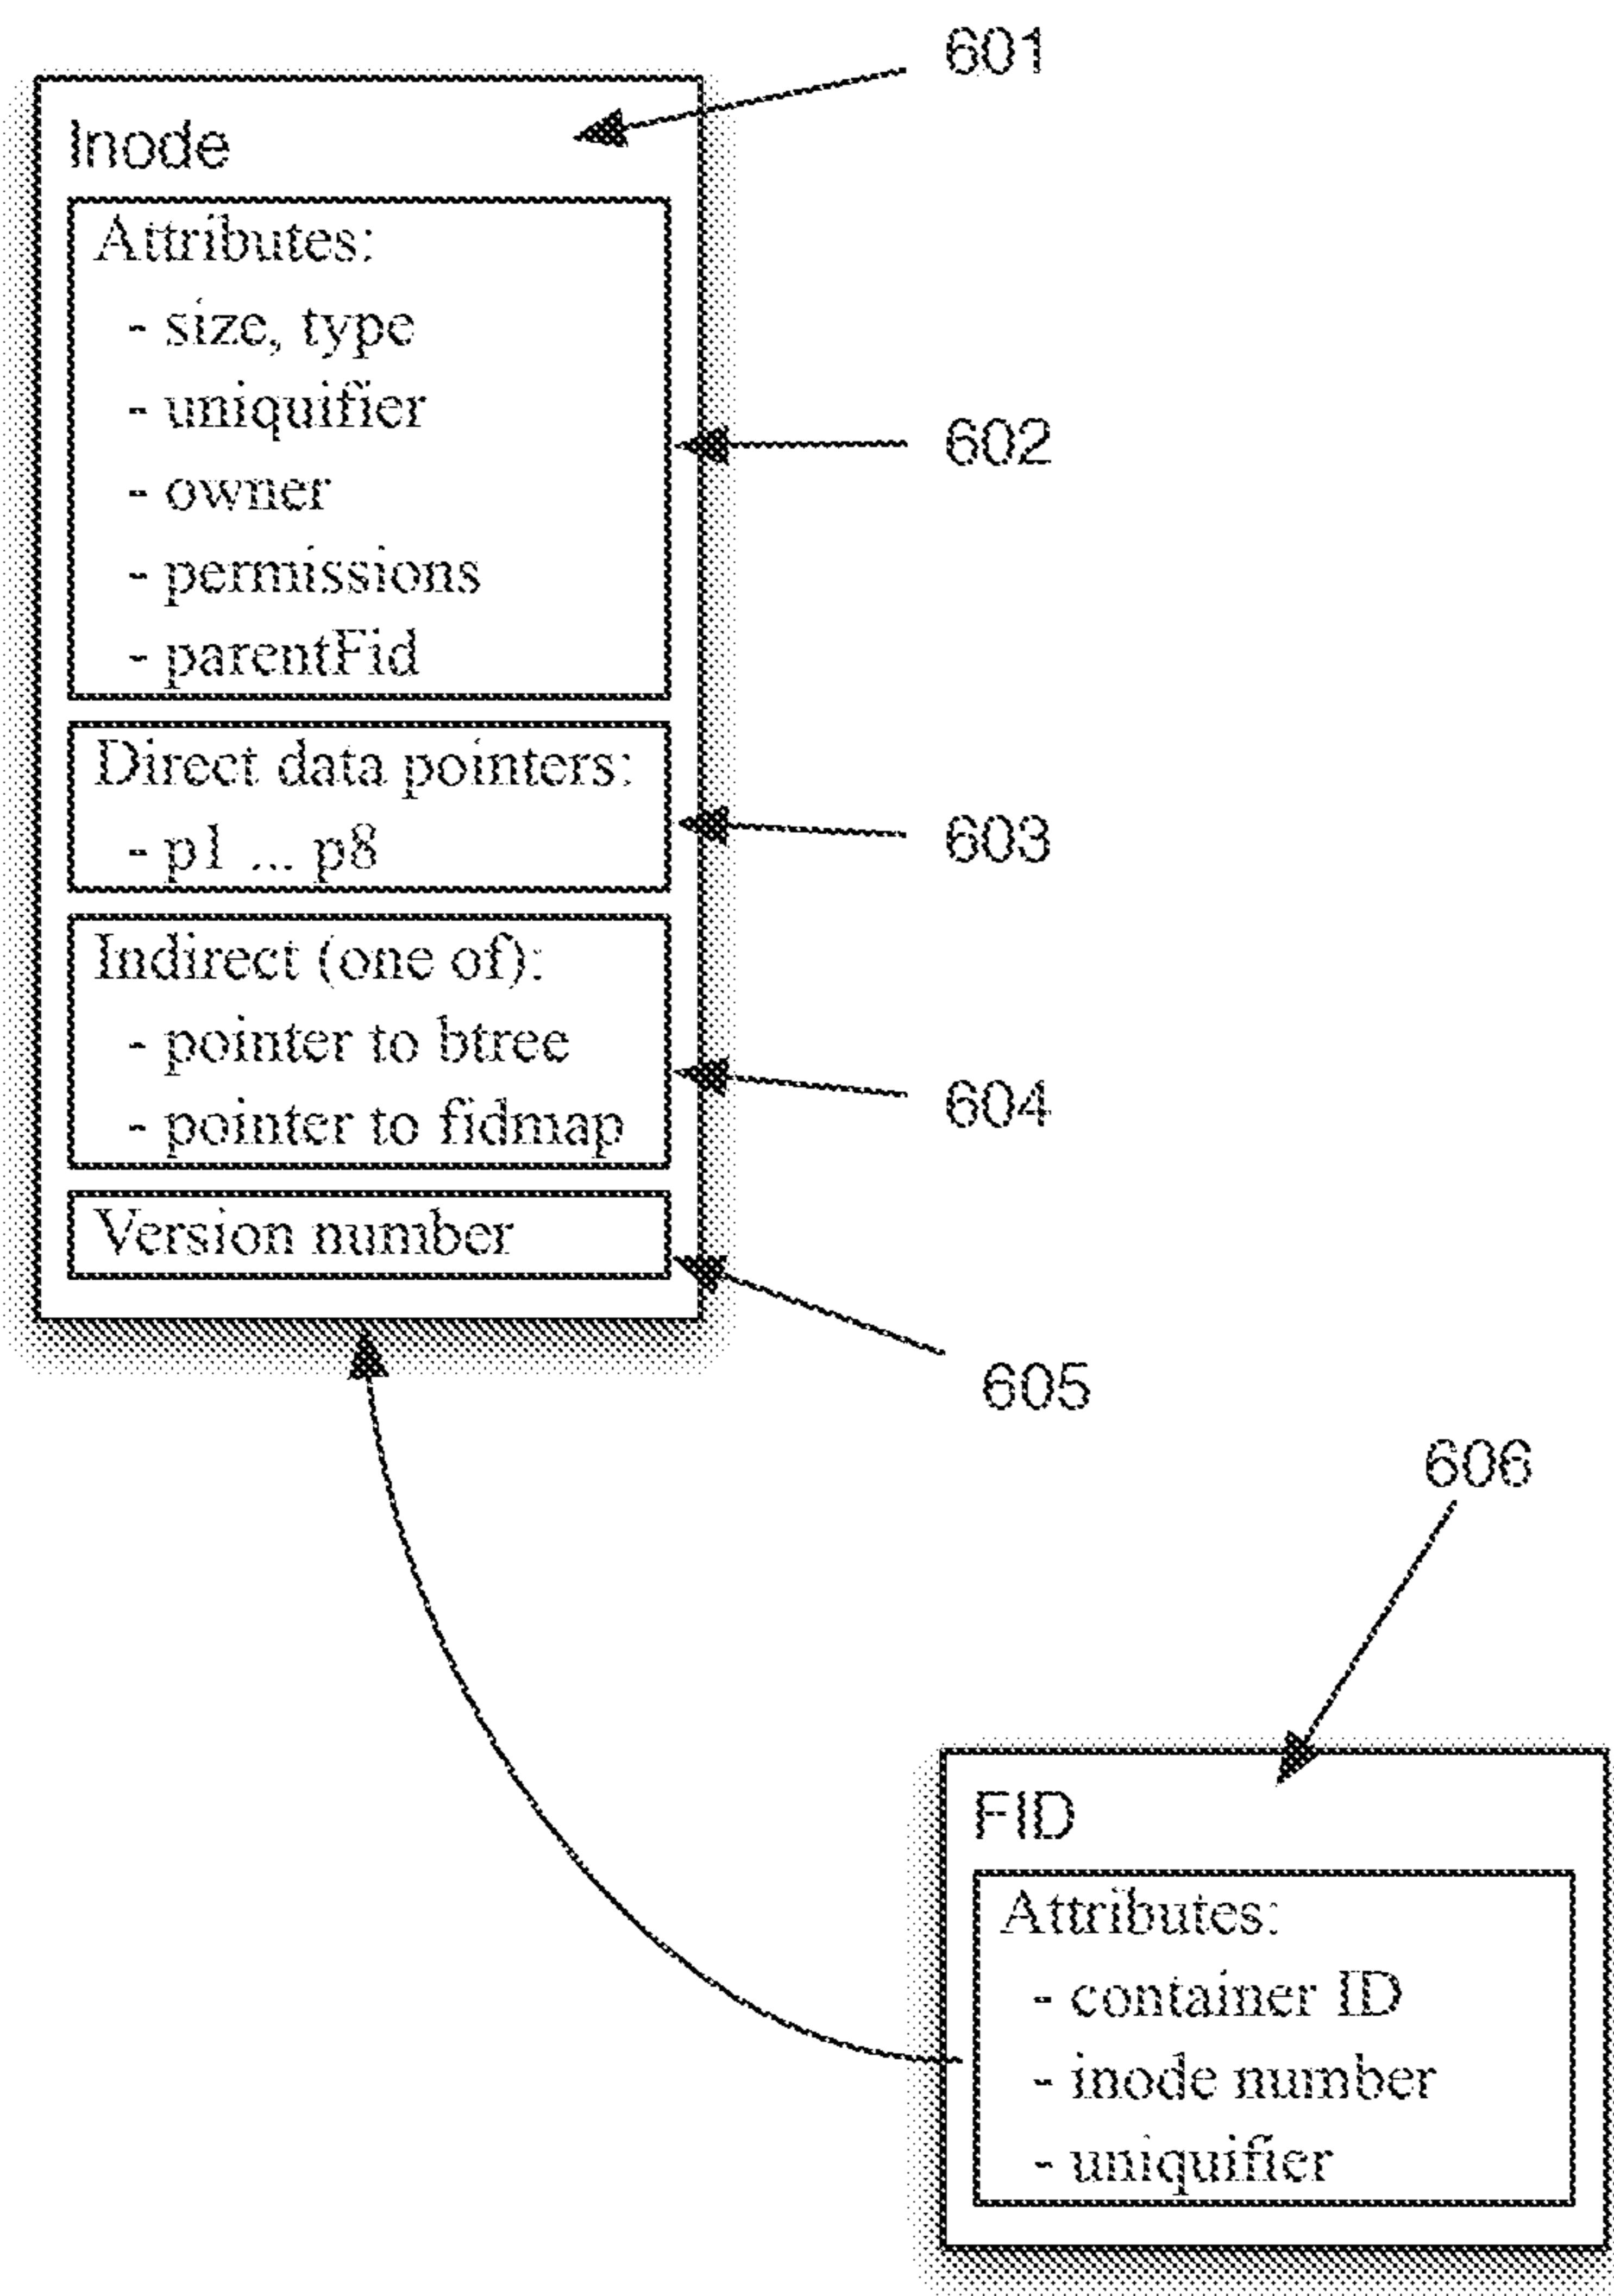 601
Inode
Attributes:
- size, type
- uniquifier
602
- owner
- permissions
- parentFid
Direct data pointers:
603
- p1 ... p8
Indirect (one of):
- pointer to btree
604
- pointer to fidmap
Version number
605
606
FID
Attributes:
- container ID
- inode number
- uniquifier